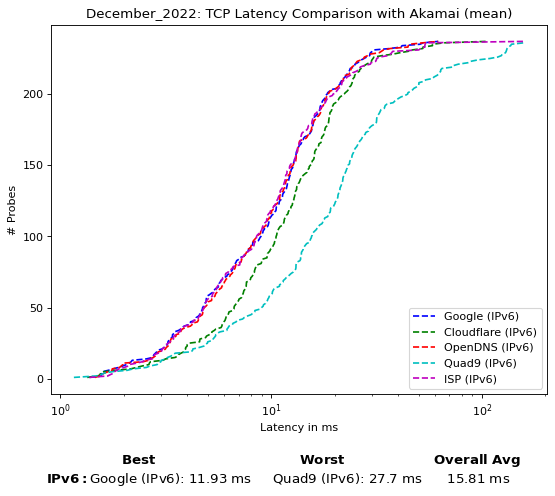 December_2022: TCP Latency Comparison with Akamai (mean)
# Probes
200
150
100
50
0
Google (IPv6)
Cloudflare (IPv6)
OpenDNS (IPv6)
Quad9 (IPv6)
ISP (IPv6)
10⁰ 10¹ 10²
Latency in ms
Best Worst Overall Avg
IPv6: Google (IPv6): 11.93 ms Quad9 (IPv6): 27.7 ms 15.81 ms